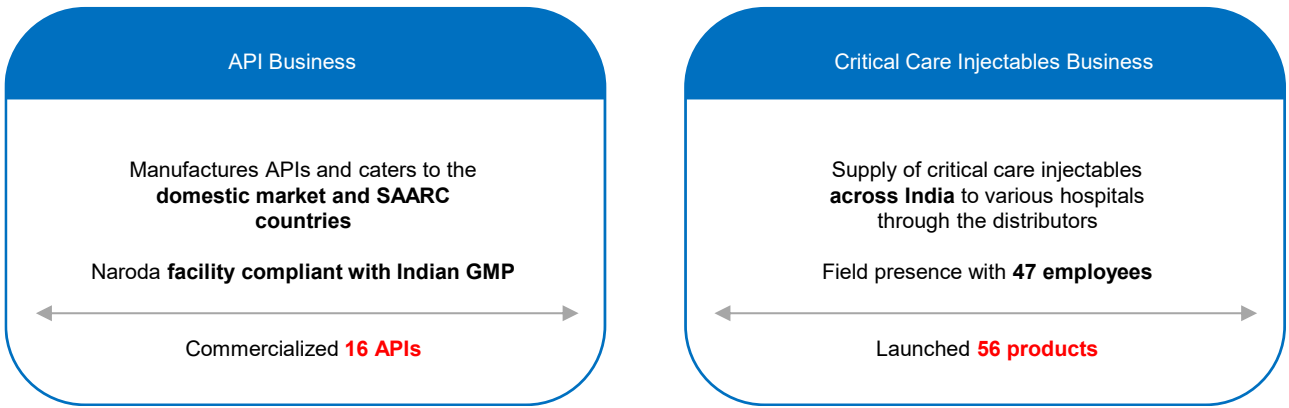 API Business
Manufactures APIs and caters to the
domestic market and SAARC
countries
Naroda facility compliant with Indian GMP
Commercialized 16 APIs
Critical Care Injectables Business
Supply of critical care injectables
across India to various hospitals
through the distributors
Field presence with 47 employees
Launched 56 products